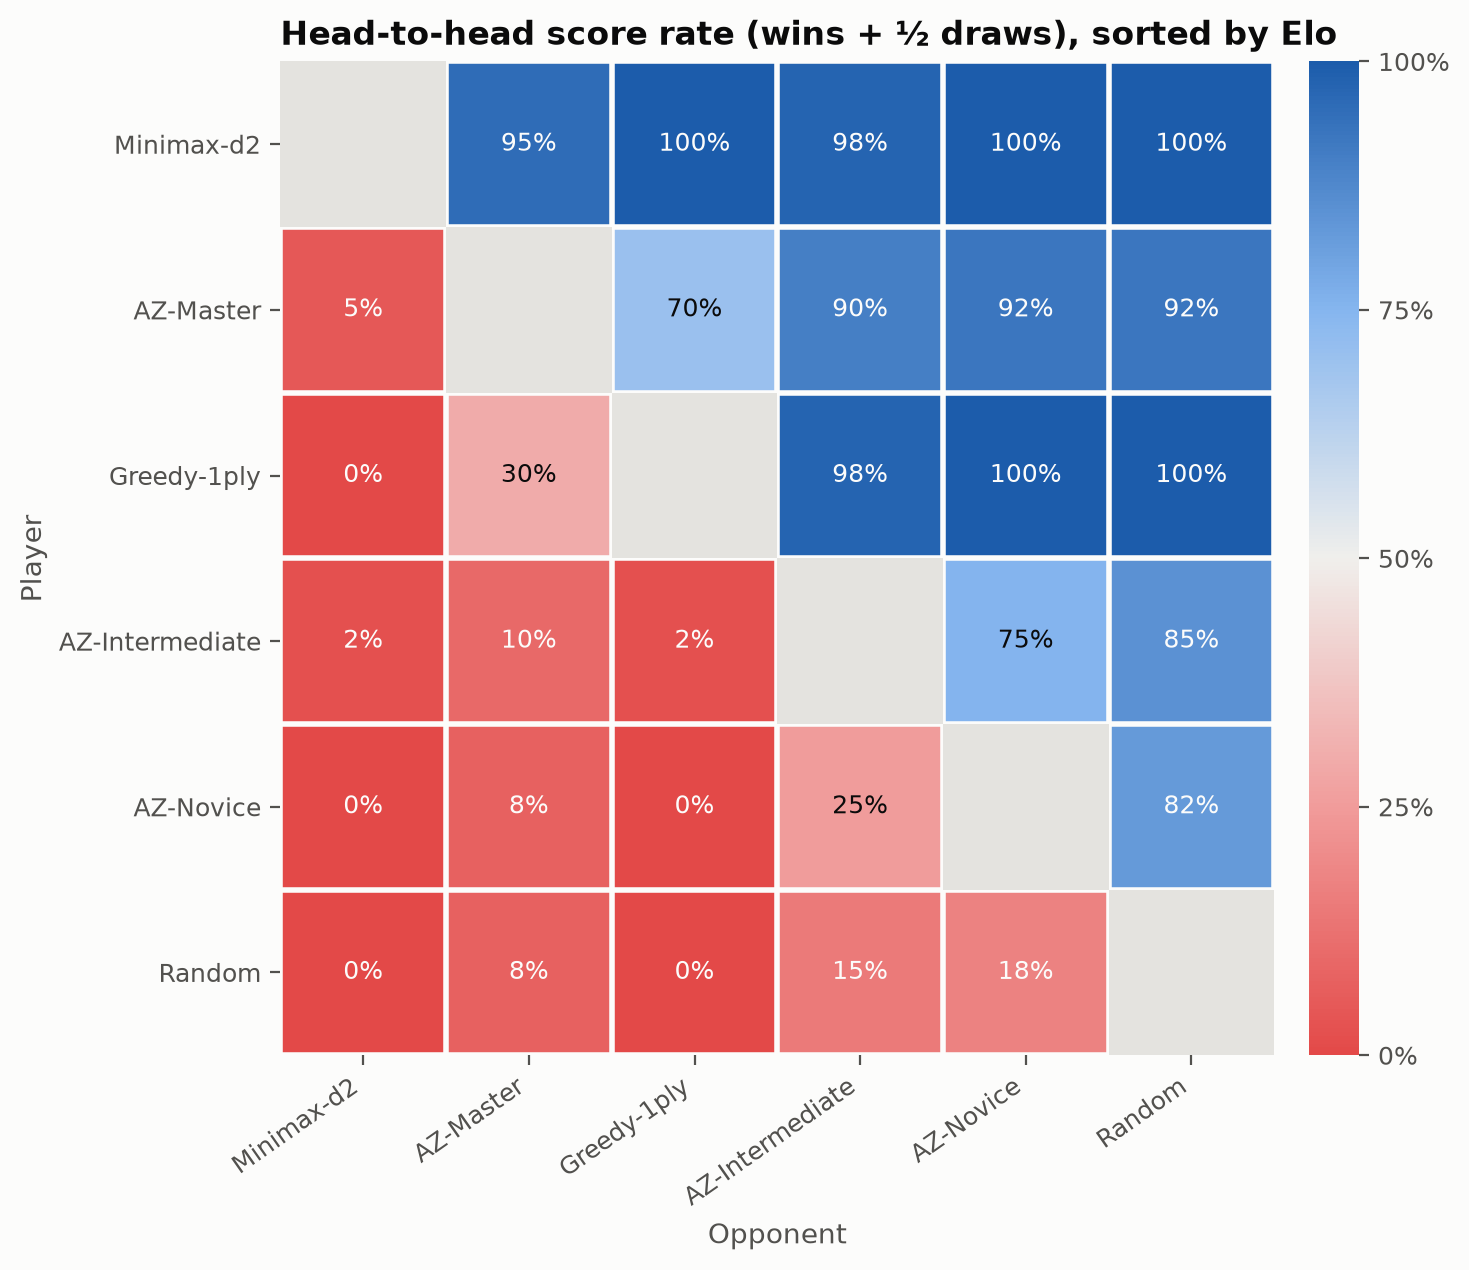 Head-to-head score rate (wins + ½ draws), sorted by Elo
Player
Minimax-d2 95% 100% 98% 100% 100%
AZ-Master 5% 70% 90% 92% 92%
Greedy-1ply 0% 30% 98% 100% 100%
AZ-Intermediate 2% 10% 2% 75% 85%
AZ-Novice 0% 8% 0% 25% 82%
Random 0% 8% 0% 15% 18%
Minimax-d2 AZ-Master Greedy-1ply AZ-Intermediate AZ-Novice Random
Opponent
100%
75%
50%
25%
0%